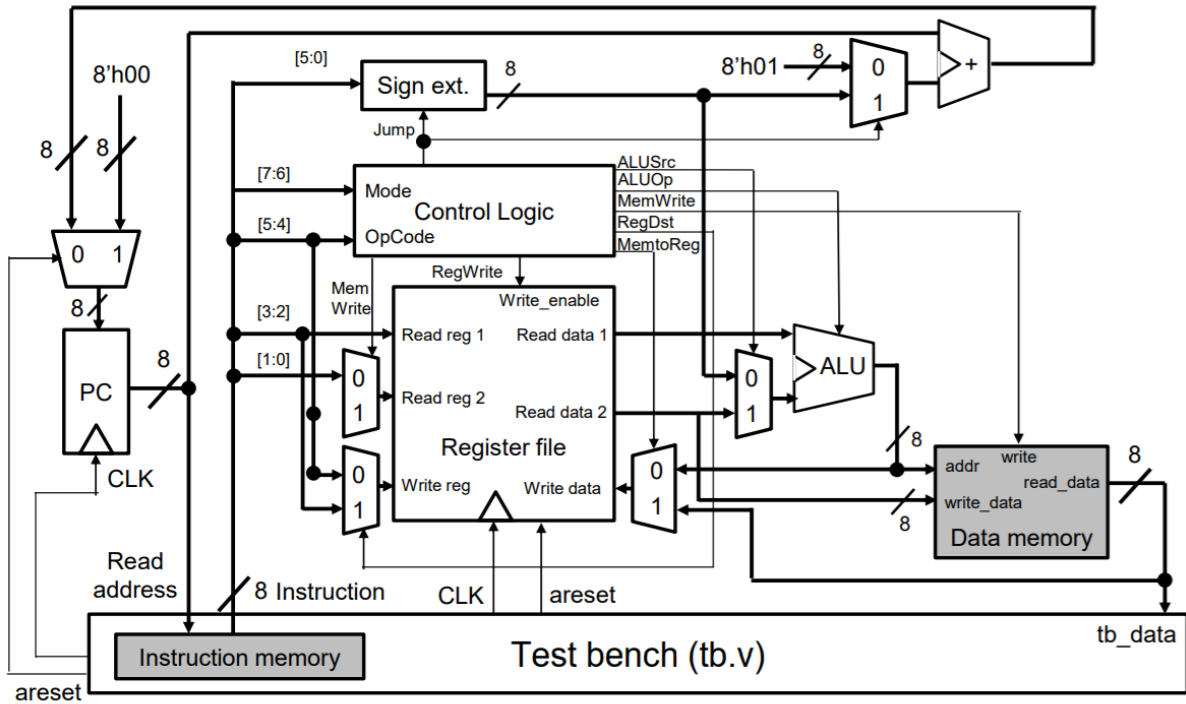 8
[5:0]
8
8'h01
8
0
1
+
8'h00
Sign ext.
8
8
Jump
[7:6]
Mode
Control Logic
OpCode
ALUSrc
ALUOp
MemWrite
RegDst
MemtoReg
[5:4]
0
1
8
Mem
Write
RegWrite
Write_enable
[3:2]
Read reg 1
Read data 1
[1:0]
0
1
Read reg 2
Read data 2
0
1
ALU
PC
8
Register file
8
CLK
0
1
Write reg
Write data
0
1
addr
write
read_data
write_data
8
8
Data memory
Read
address
8 Instruction
CLK
areset
tb_data
Instruction memory
Test bench (tb.v)
areset